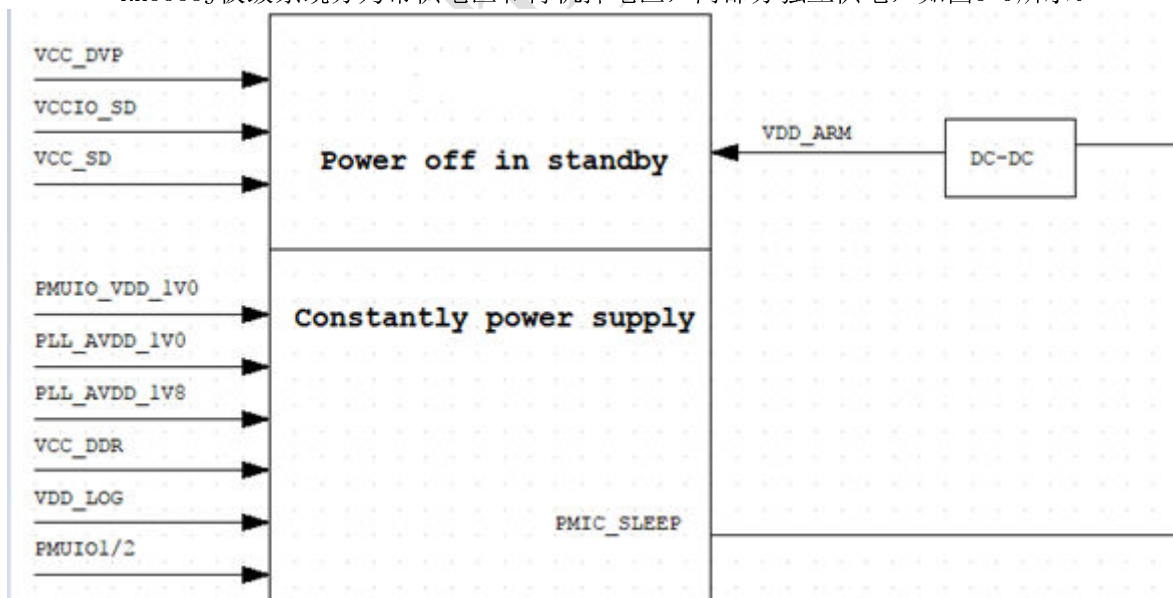 VCC_DVP
VCCIO_SD
VCC_SD
Power off in standby
VDD_ARM
DC-DC
PMUIO_VDD_1V0
Constantly power supply
PLL_AVDD_1V0
PLL_AVDD_1V8
VCC_DDR
VDD_LOG
PMIC_SLEEP
PMUIO1/2